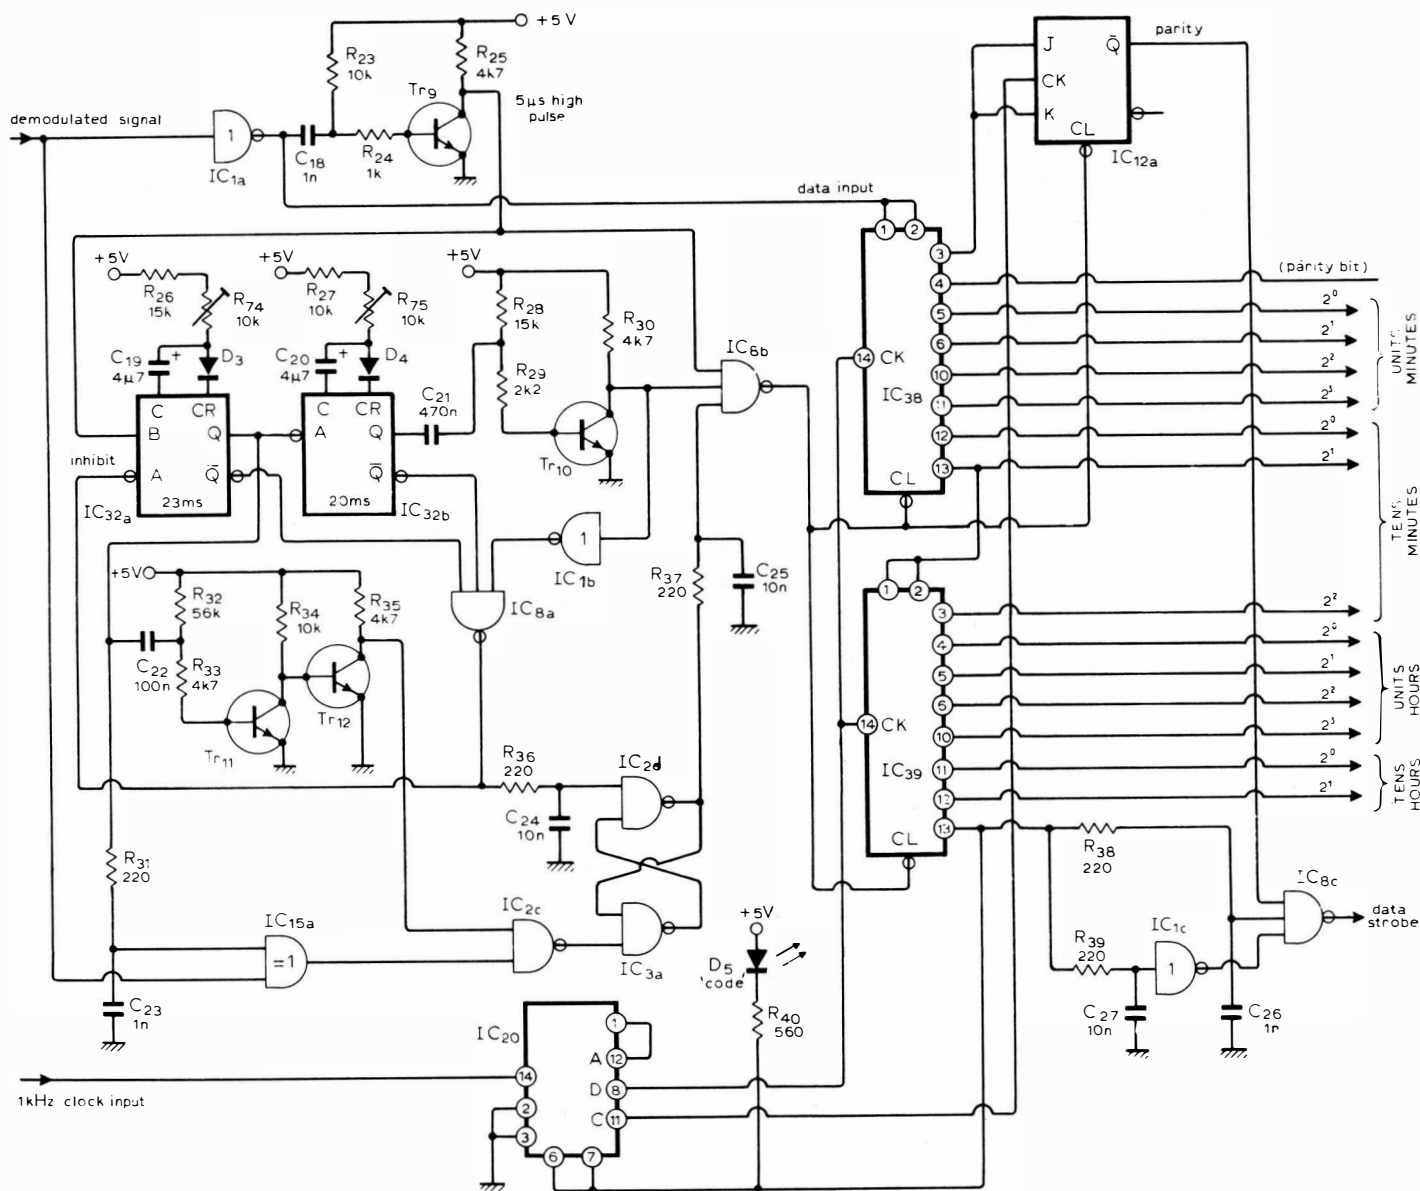 +5V
R23
10k
R25
4k7
Tr9
5µs high
pulse
demodulated signal
1
IC1a
C18
1n
R24
1k
parity
J
Q̄
CK
K
CL
IC12a
data input
1
2
3
4
5
6
10
11
12
13
14
CK
IC38
CL
(parity bit)
2⁰
2¹
2²
2³
UNITS
MINUTES
2⁰
2¹
TENS
MINUTES
+5V
R26
15k
R74
10k
C19
4µ7
+
D3
+5V
R27
10k
R75
10k
C20
4µ7
+
D4
+5V
R28
15k
R29
2k2
R30
4k7
C21
470n
Tr10
IC8b
C
CR
B
Q
A
Q̄
23ms
inhibit
IC32a
C
CR
A
Q
Q̄
20ms
IC32b
1
IC1b
IC8a
R37
220
C25
10n
+5V
R32
56k
R34
10k
R35
4k7
C22
100n
R33
4k7
Tr11
Tr12
1
2
3
4
5
6
10
11
12
13
14
CK
IC39
CL
2²
2⁰
2¹
2²
2³
UNITS
HOURS
2⁰
2¹
TENS
HOURS
R36
220
C24
10n
IC2d
IC3a
IC2c
R31
220
IC15a
=1
C23
1n
+5V
D5
'code'
R40
560
R38
220
IC8c
data
strobe
R39
220
IC1c
1
C27
10n
C26
1n
IC20
1
A
12
14
D
8
2
C
11
3
6
7
1kHz clock input